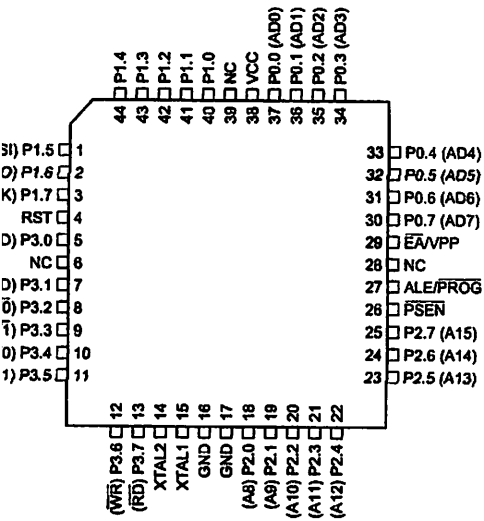 P1.4
P1.3
P1.2
P1.1
P1.0
NC
VCC
P0.0 (AD0)
P0.1 (AD1)
P0.2 (AD2)
P0.3 (AD3)
44
43
42
41
40
39
38
37
36
35
34
SI) P1.5 1
O) P1.6 2
K) P1.7 3
RST 4
D) P3.0 5
NC 6
D) P3.1 7
0) P3.2 8
1) P3.3 9
0) P3.4 10
1) P3.5 11
33 P0.4 (AD4)
32 P0.5 (AD5)
31 P0.6 (AD6)
30 P0.7 (AD7)
29 E̅A̅/VPP
28 NC
27 ALE/P̅R̅O̅G̅
26 P̅S̅E̅N̅
25 P2.7 (A15)
24 P2.6 (A14)
23 P2.5 (A13)
12
13
14
15
16
17
18
19
20
21
22
(W̅R̅) P3.6
(R̅D̅) P3.7
XTAL2
XTAL1
GND
GND
(A8) P2.0
(A9) P2.1
(A10) P2.2
(A11) P2.3
(A12) P2.4